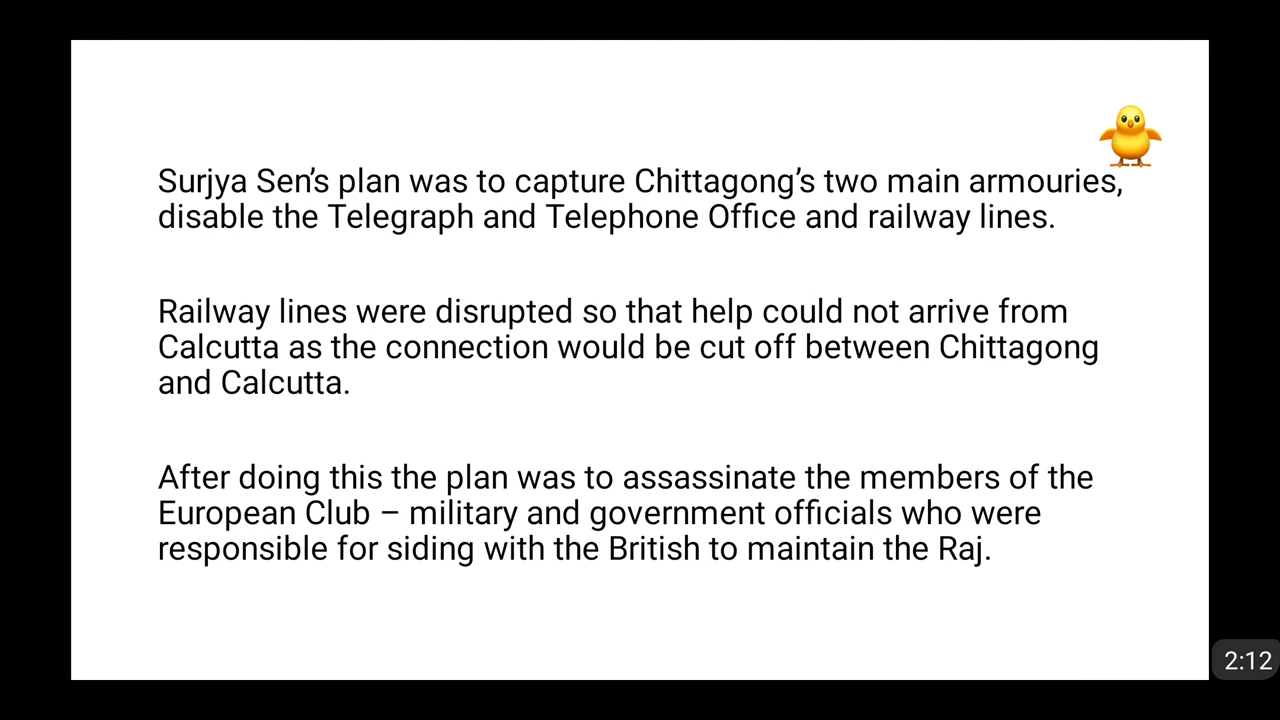 Surjya Sen’s plan was to capture Chittagong’s two main armouries,
disable the Telegraph and Telephone Office and railway lines.
Railway lines were disrupted so that help could not arrive from
Calcutta as the connection would be cut off between Chittagong
and Calcutta.
After doing this the plan was to assassinate the members of the
European Club – military and government officials who were
responsible for siding with the British to maintain the Raj.
2:12